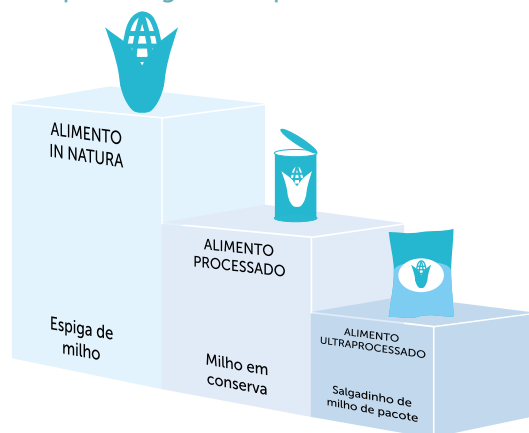 ALIMENTO
IN NATURA
Espiga de
milho
ALIMENTO
PROCESSADO
Milho em
conserva
ALIMENTO
ULTRAPROCESSADO
Salgadinho de
milho de pacote